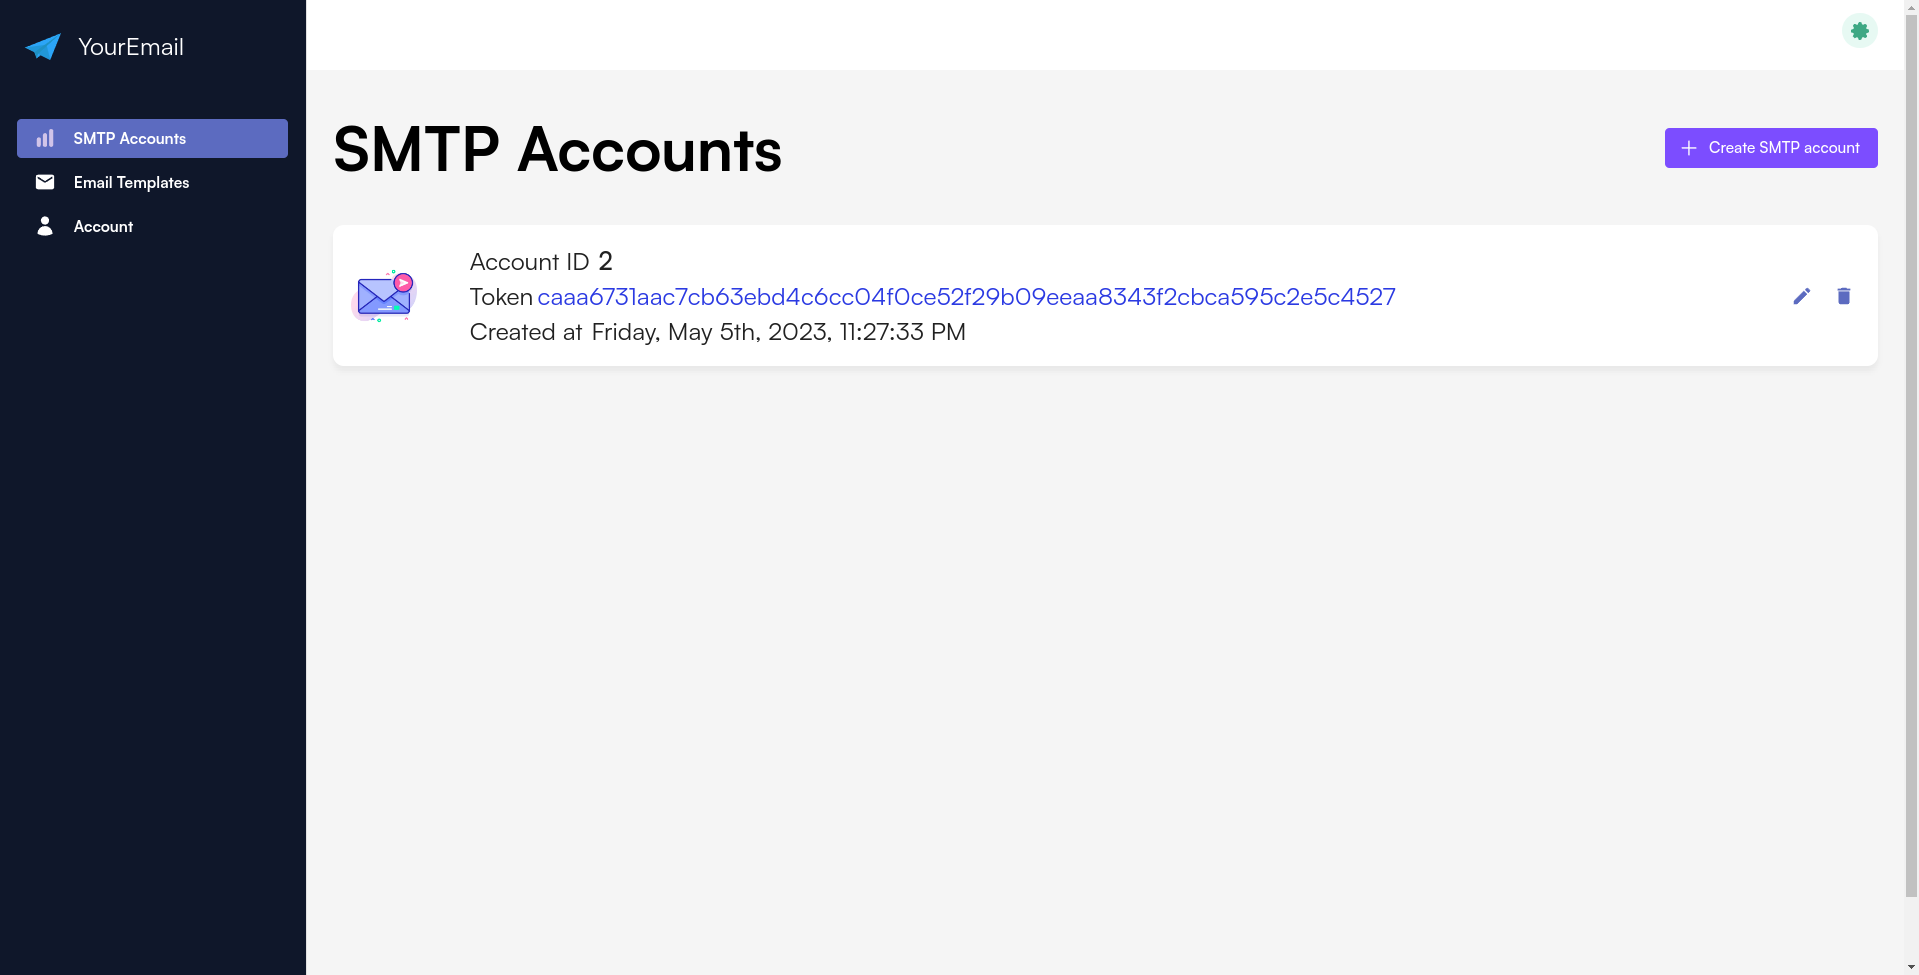 YourEmail
SMTP Accounts
Email Templates
Account
SMTP Accounts
Create SMTP account
Account ID 2
Token caaa6731aac7cb63ebd4c6cc04f0ce52f29b09eeaa8343f2cbca595c2e5c4527
Created at Friday, May 5th, 2023, 11:27:33 PM